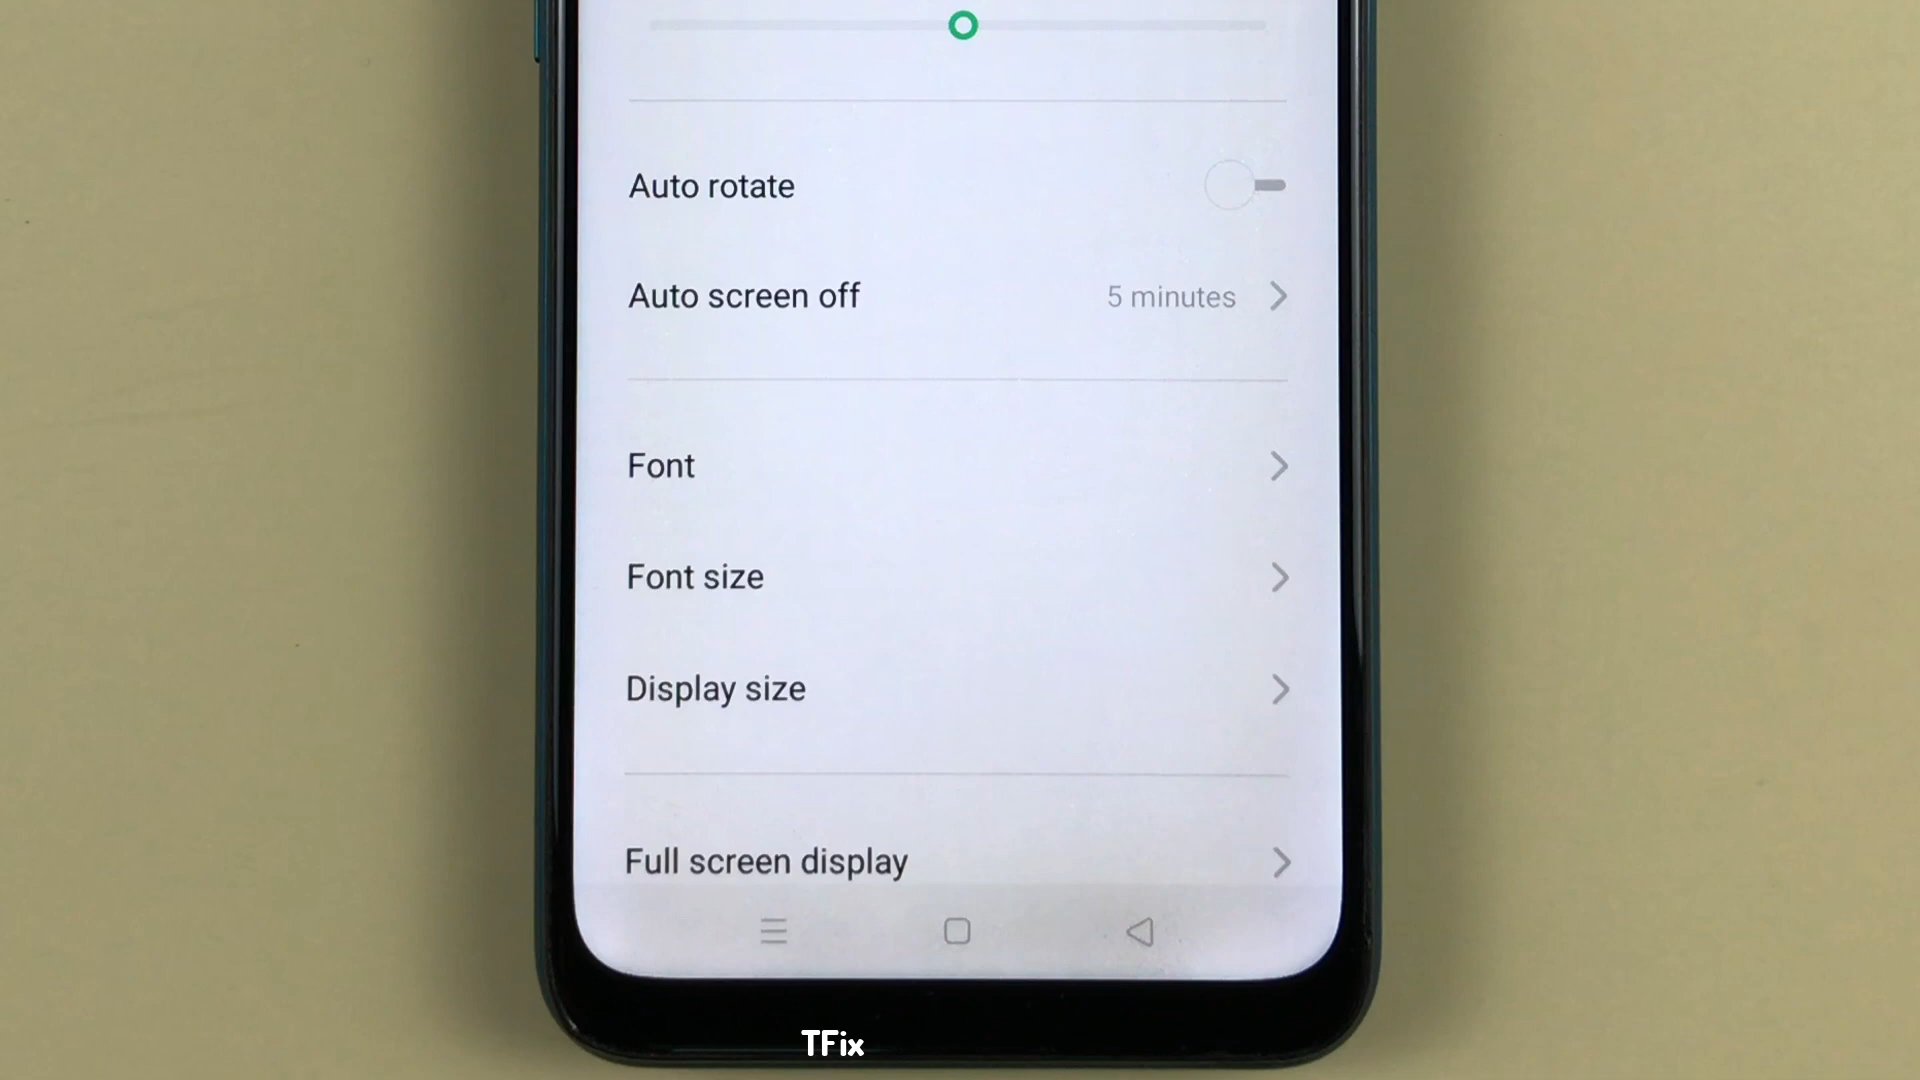 Auto rotate
Auto screen off
5 minutes
Font
Font size
Display size
Full screen display
TFix